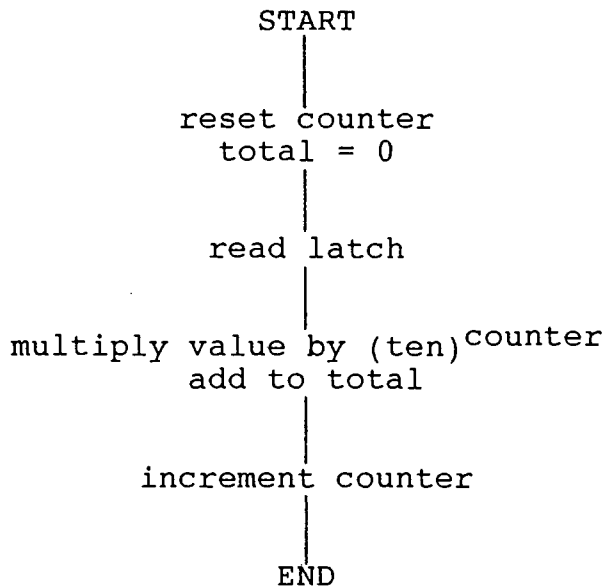 START
reset counter
total = 0
read latch
multiply value by (ten)^counter
add to total
increment counter
END